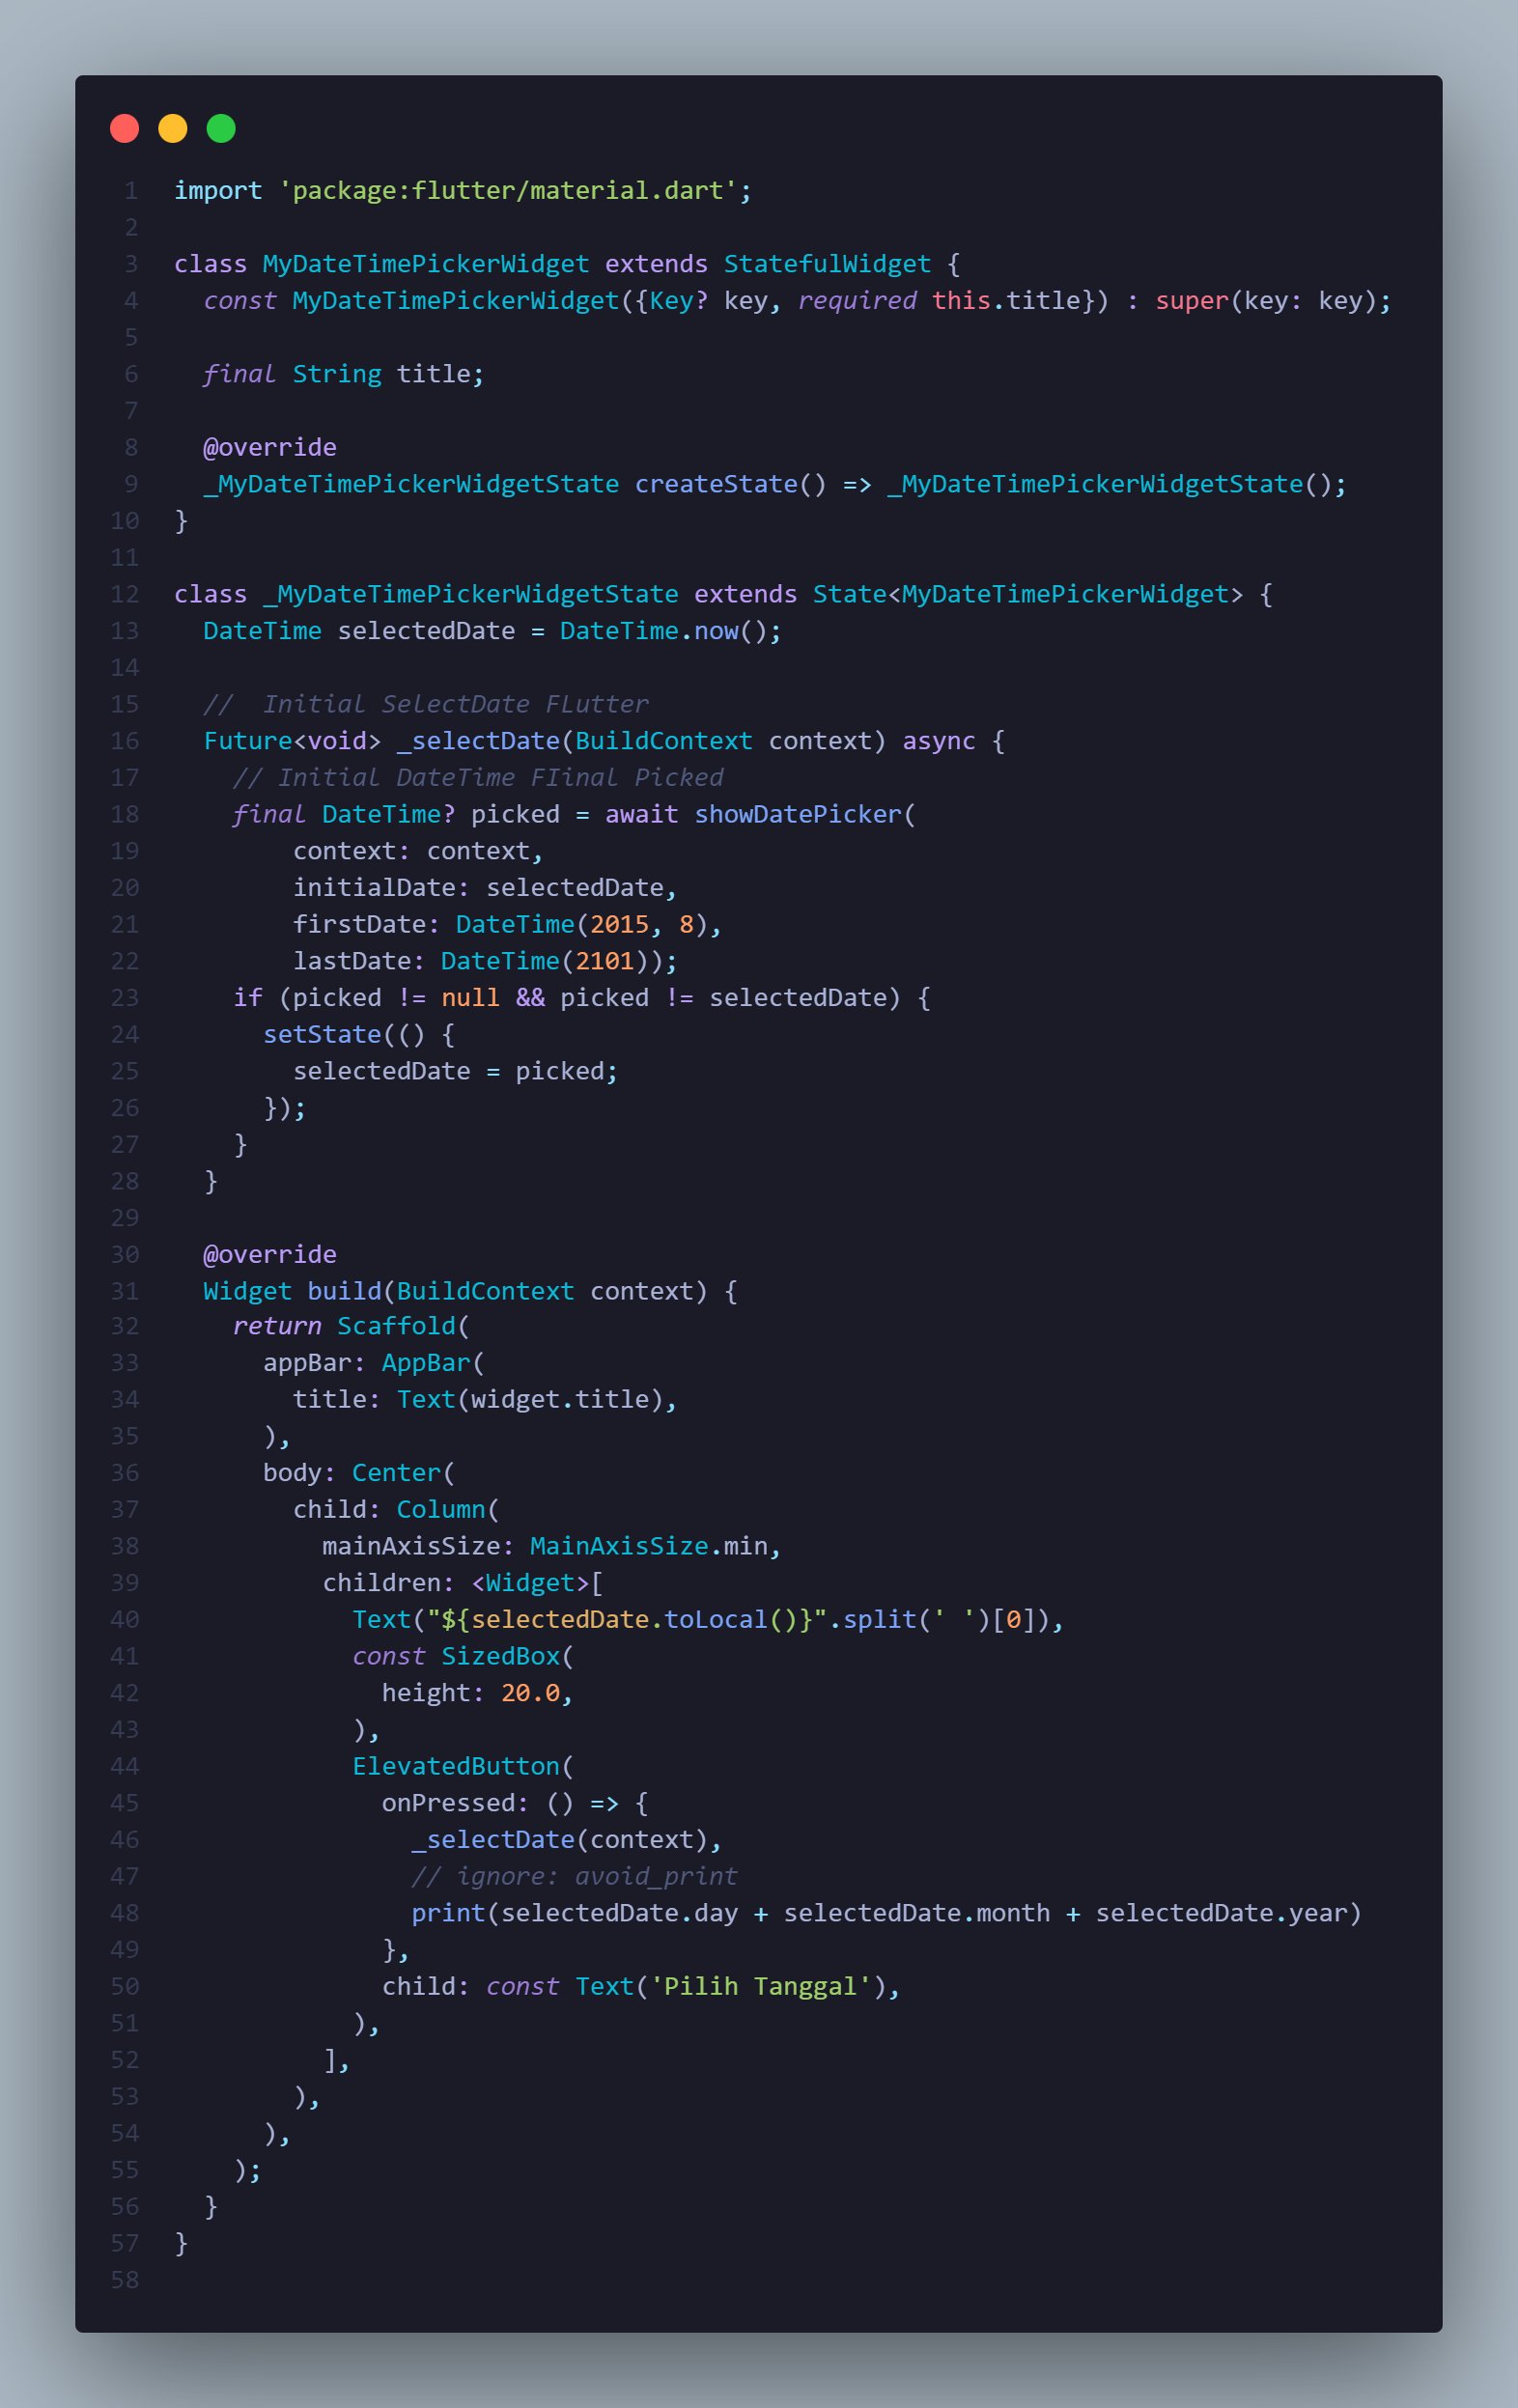 1 import 'package:flutter/material.dart';
2
3 class MyDateTimePickerWidget extends StatefulWidget {
4   const MyDateTimePickerWidget({Key? key, required this.title}) : super(key: key);
5
6   final String title;
7
8   @override
9   _MyDateTimePickerWidgetState createState() => _MyDateTimePickerWidgetState();
10 }
11
12 class _MyDateTimePickerWidgetState extends State<MyDateTimePickerWidget> {
13   DateTime selectedDate = DateTime.now();
14
15   //  Initial SelectDate FLutter
16   Future<void> _selectDate(BuildContext context) async {
17     // Initial DateTime FIinal Picked
18     final DateTime? picked = await showDatePicker(
19         context: context,
20         initialDate: selectedDate,
21         firstDate: DateTime(2015, 8),
22         lastDate: DateTime(2101));
23     if (picked != null && picked != selectedDate) {
24       setState(() {
25         selectedDate = picked;
26       });
27     }
28   }
29
30   @override
31   Widget build(BuildContext context) {
32     return Scaffold(
33       appBar: AppBar(
34         title: Text(widget.title),
35       ),
36       body: Center(
37         child: Column(
38           mainAxisSize: MainAxisSize.min,
39           children: <Widget>[
40             Text("${selectedDate.toLocal()}".split(' ')[0]),
41             const SizedBox(
42               height: 20.0,
43             ),
44             ElevatedButton(
45               onPressed: () => {
46                 _selectDate(context),
47                 // ignore: avoid_print
48                 print(selectedDate.day + selectedDate.month + selectedDate.year)
49               },
50               child: const Text('Pilih Tanggal'),
51             ),
52           ],
53         ),
54       ),
55     );
56   }
57 }
58